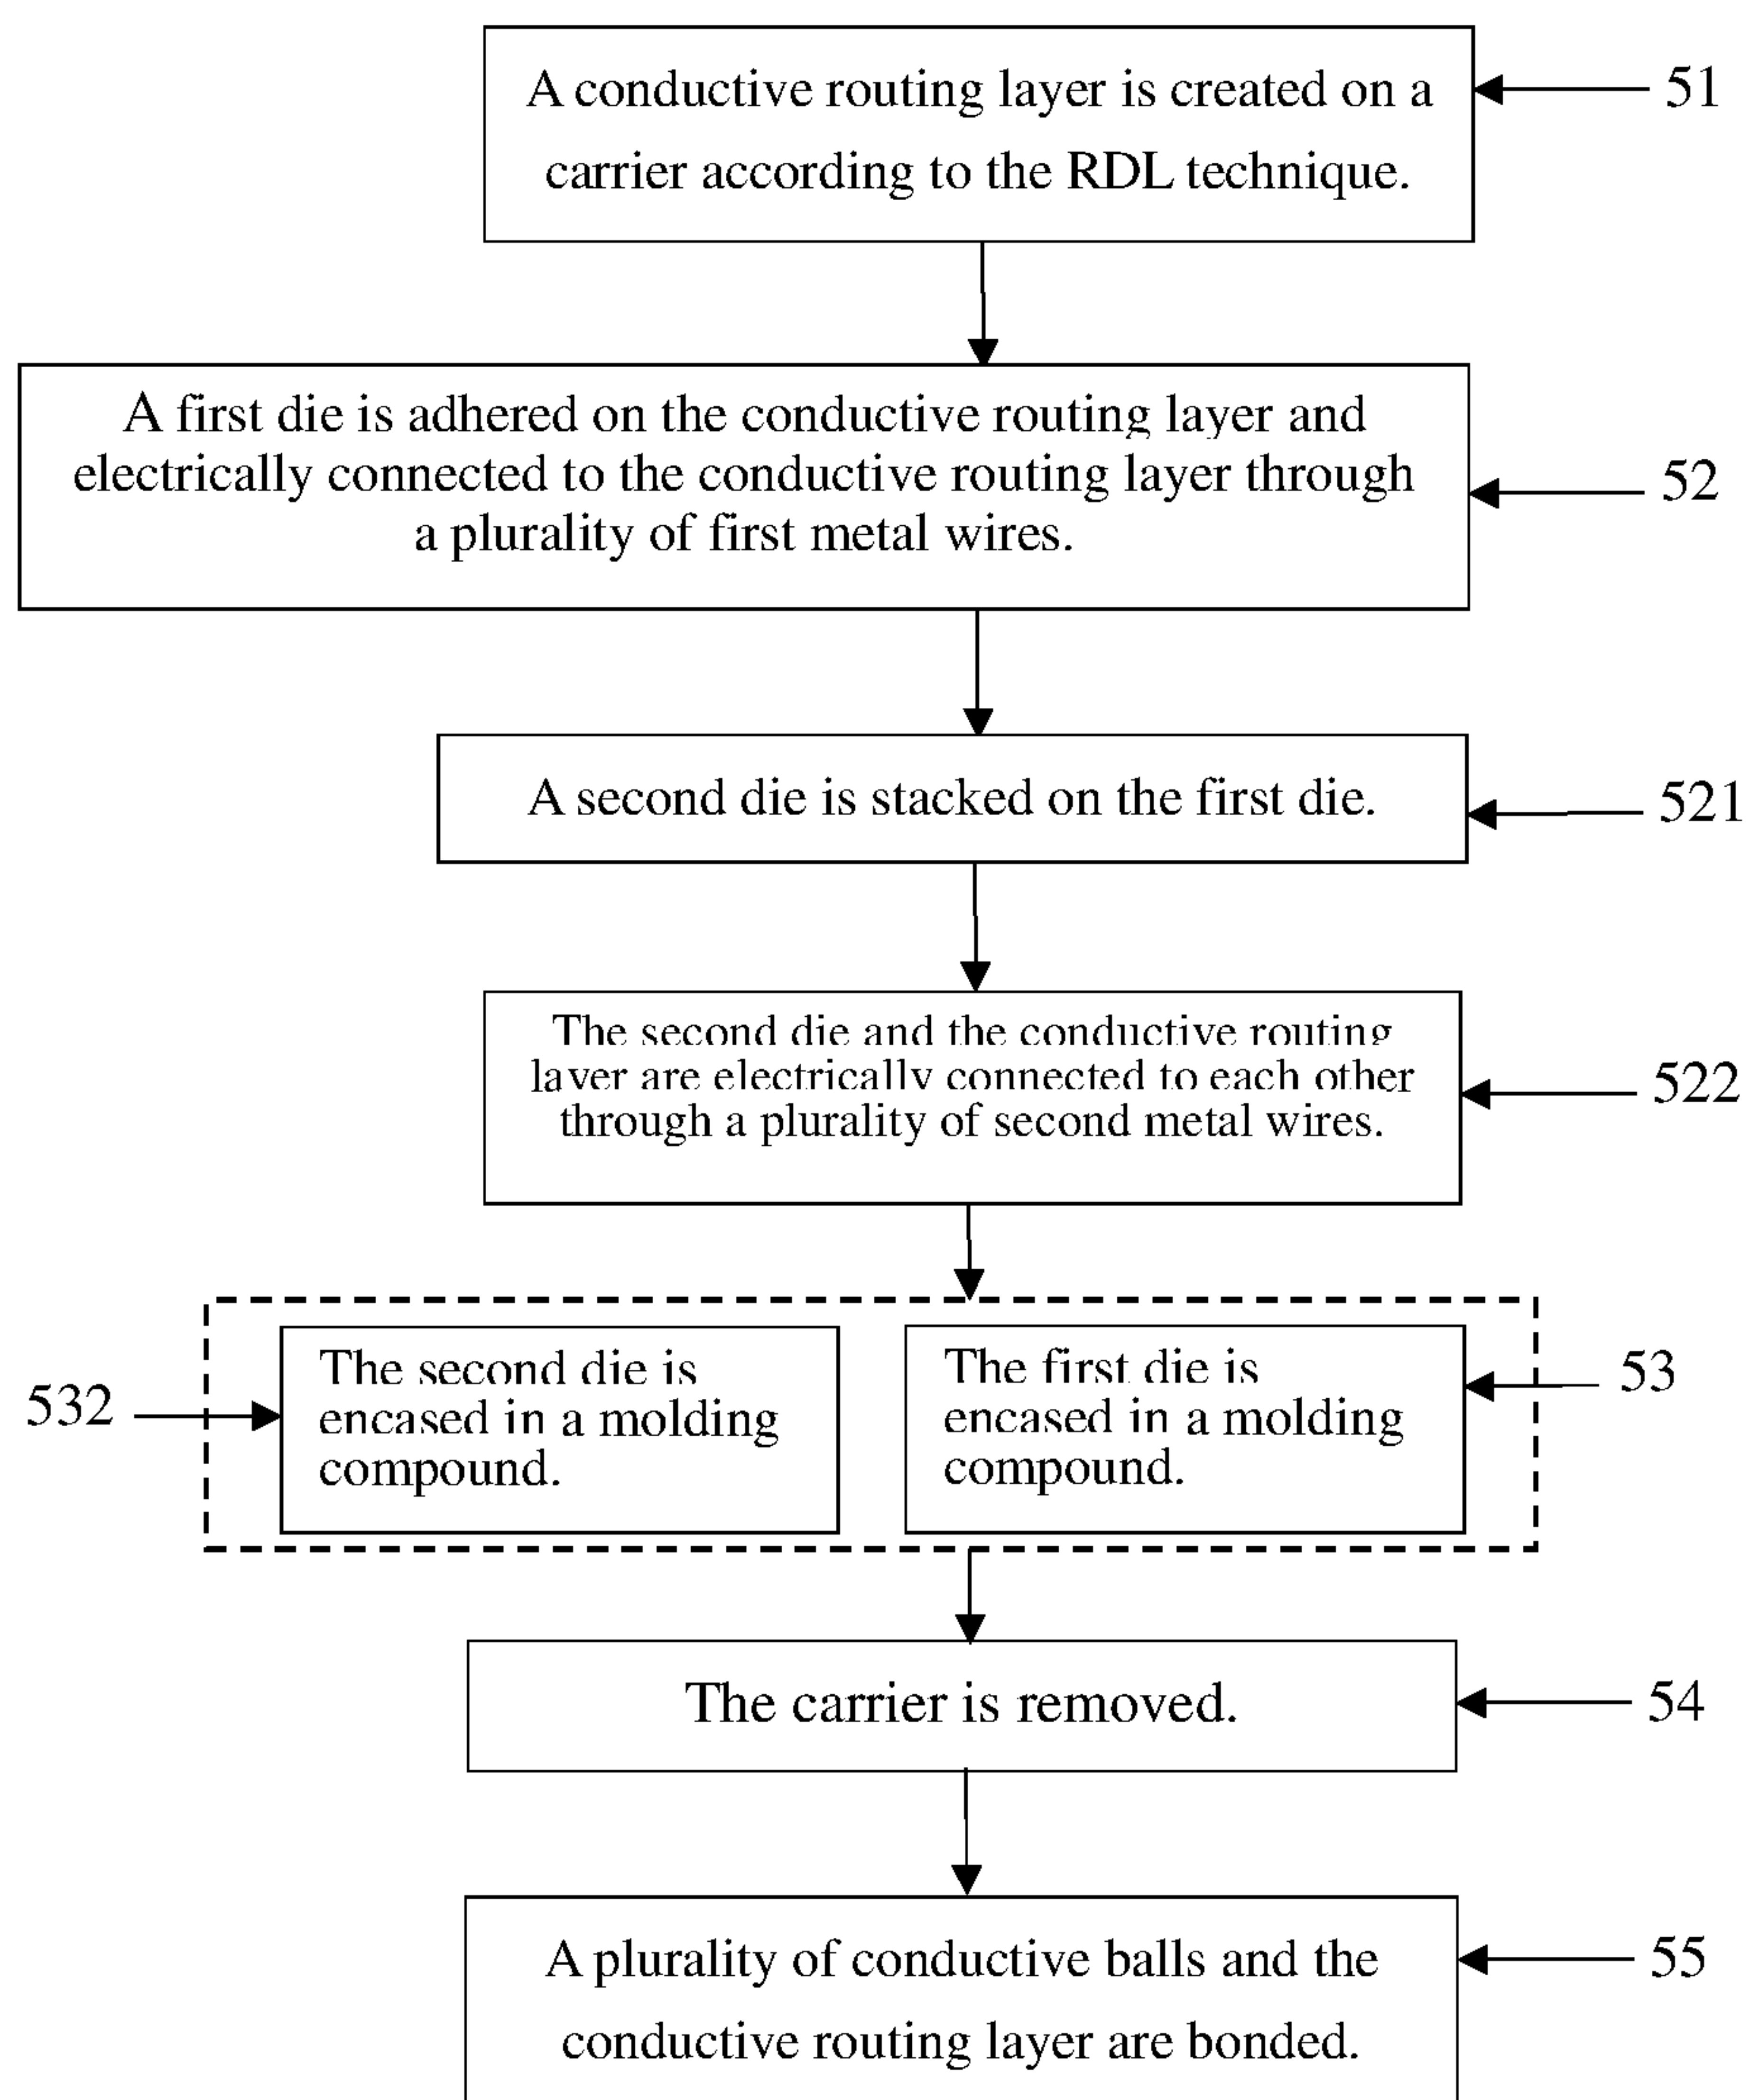 A conductive routing layer is created on a
carrier according to the RDL technique.
51
A first die is adhered on the conductive routing layer and
electrically connected to the conductive routing layer through
a plurality of first metal wires.
52
A second die is stacked on the first die.
521
The second die and the conductive routing
layer are electrically connected to each other
through a plurality of second metal wires.
522
532
The second die is
encased in a molding
compound.
The first die is
encased in a molding
compound.
53
The carrier is removed.
54
A plurality of conductive balls and the
conductive routing layer are bonded.
55